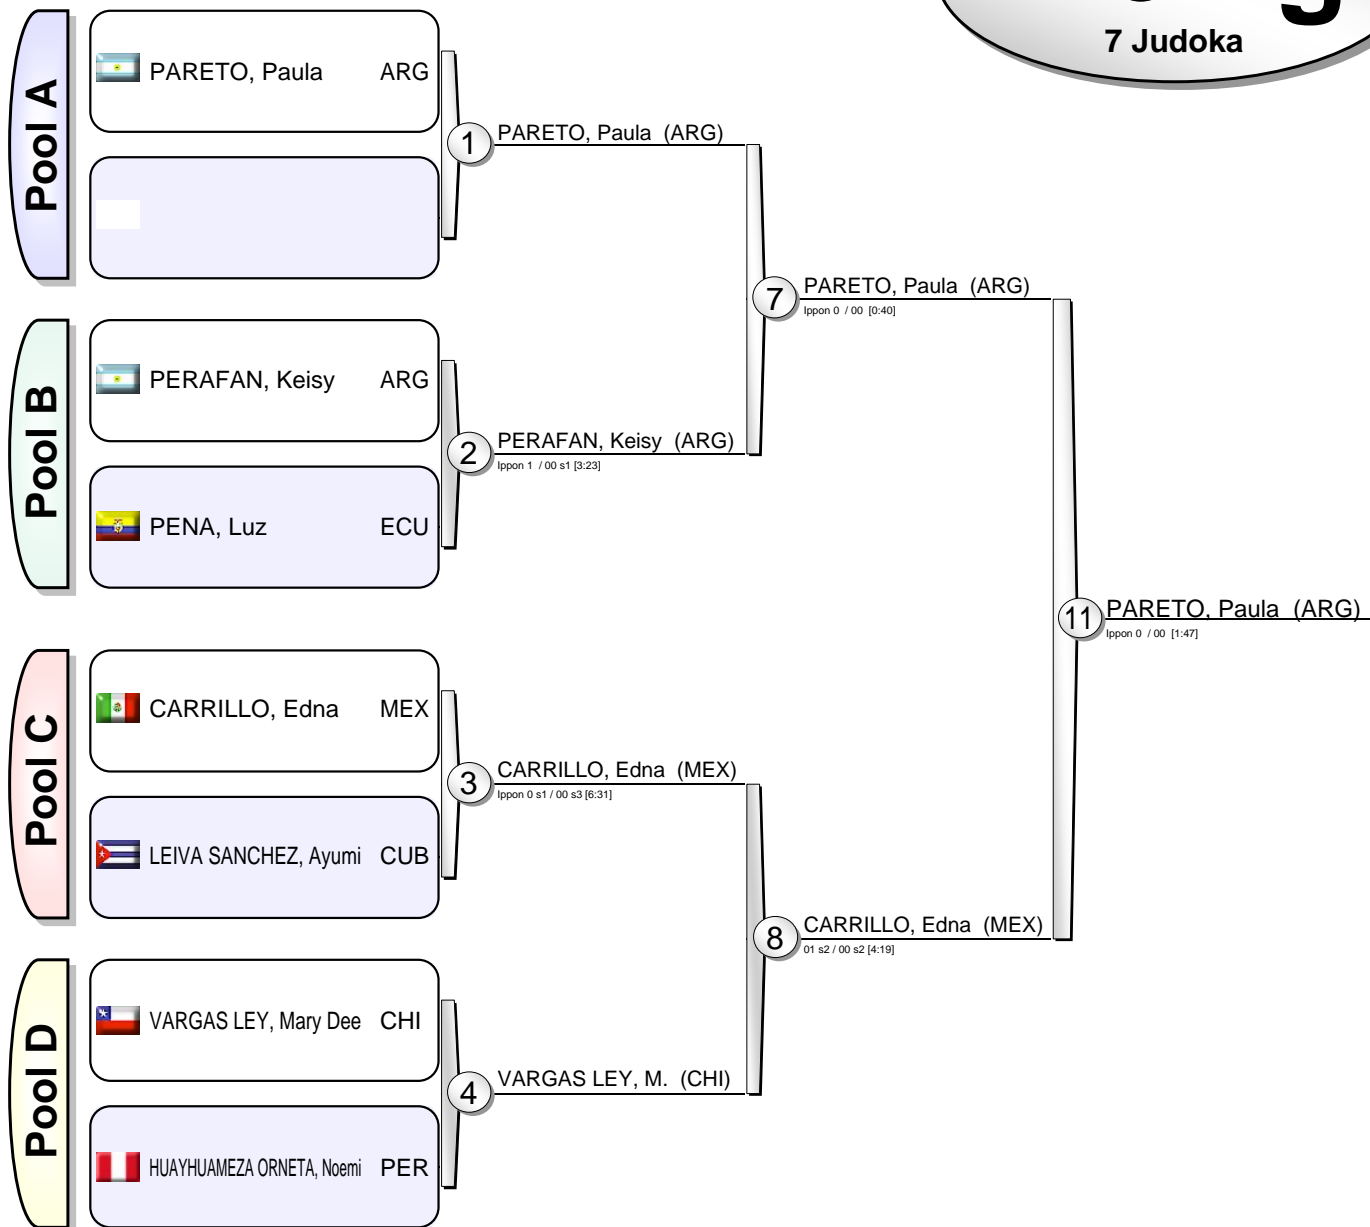 7 Judoka
Pool A
PARETO, Paula ARG
1 PARETO, Paula (ARG)
7 PARETO, Paula (ARG)
Ippon 0 / 00 [0:40]
Pool B
PERAFAN, Keisy ARG
2 PERAFAN, Keisy (ARG)
Ippon 1 / 00 s1 [3:23]
PENA, Luz ECU
11 PARETO, Paula (ARG)
Ippon 0 / 00 [1:47]
Pool C
CARRILLO, Edna MEX
3 CARRILLO, Edna (MEX)
Ippon 0 s1 / 00 s3 [6:31]
LEIVA SANCHEZ, Ayumi CUB
8 CARRILLO, Edna (MEX)
01 s2 / 00 s2 [4:19]
Pool D
VARGAS LEY, Mary Dee CHI
4 VARGAS LEY, M. (CHI)
HUAYHUAMEZA ORNETA, Noemi PER